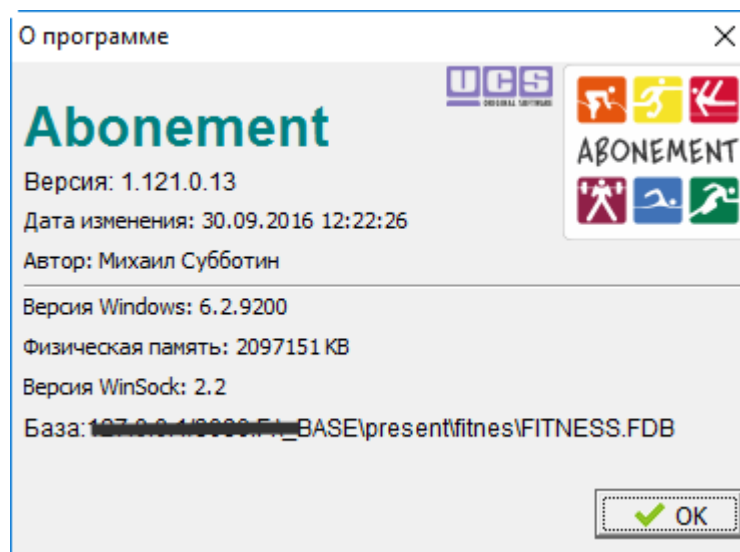 О программе
UCS
ORIGINAL SOFTWARE
Abonement
ABONEMENT
Версия: 1.121.0.13
Дата изменения: 30.09.2016 12:22:26
Автор: Михаил Субботин
Версия Windows: 6.2.9200
Физическая память: 2097151 KB
Версия WinSock: 2.2
База: BASE\present\fitnes\FITNESS.FDB
OK